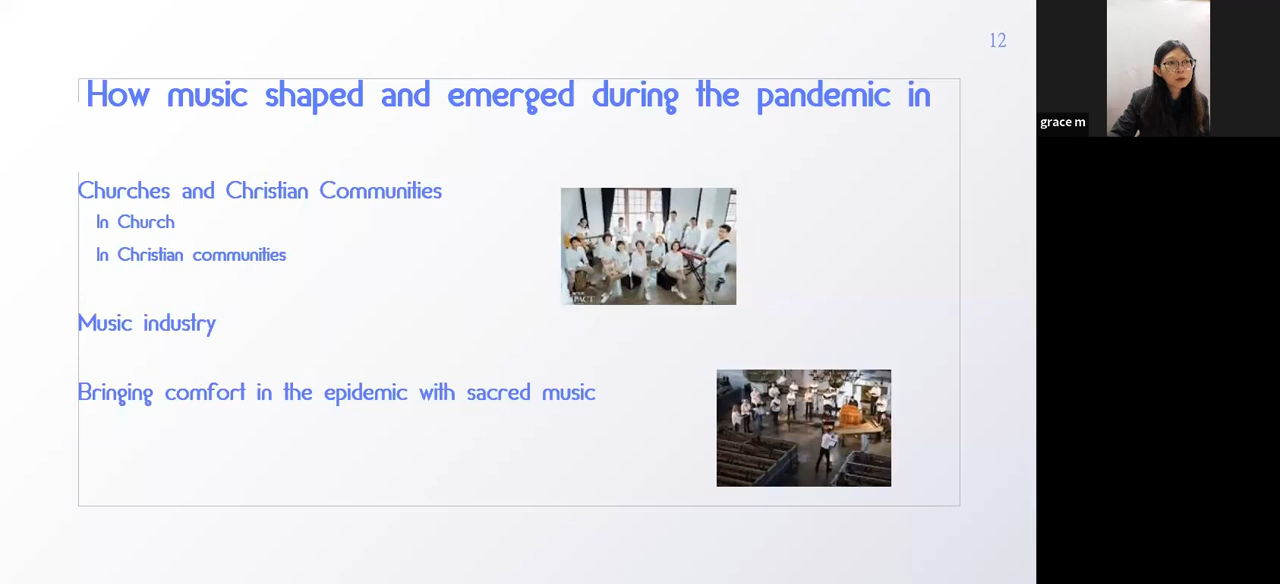 12
How music shaped and emerged during the pandemic in
Churches and Christian Communities
In Church
In Christian communities
Music industry
Bringing comfort in the epidemic with sacred music
grace m